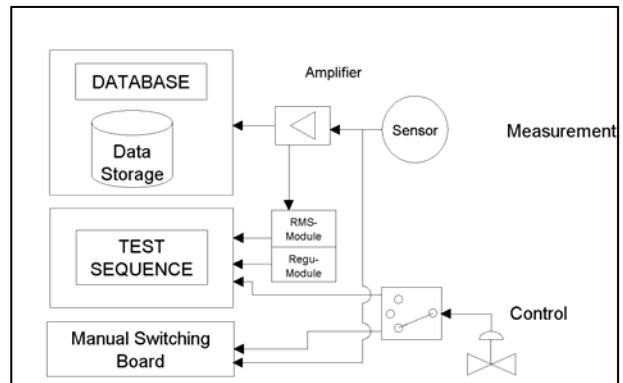 Amplifier
DATABASE
Data
Storage
Sensor
Measurement
RMS-
Module
TEST
SEQUENCE
Regu-
Module
Control
Manual Switching
Board